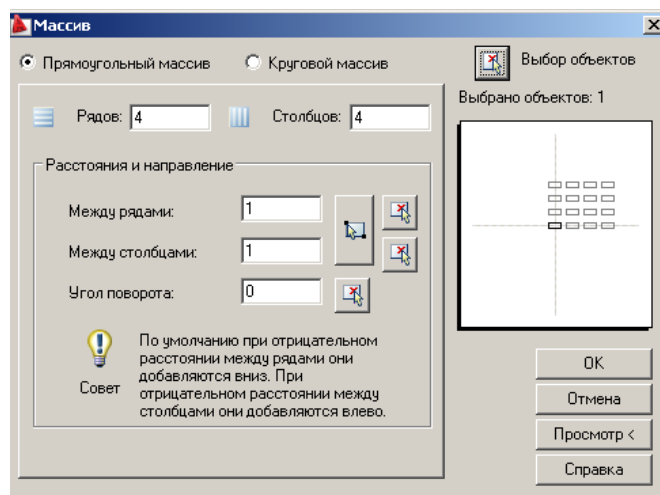 Массив
Прямоугольный массив Круговой массив
Выбор объектов
Выбрано объектов: 1
Рядов: 4 Столбцов: 4
Расстояния и направление
Между рядами: 1
Между столбцами: 1
Угол поворота: 0
Совет
По умолчанию при отрицательном
расстоянии между рядами они
добавляются вниз. При
отрицательном расстоянии между
столбцами они добавляются влево.
OK
Отмена
Просмотр <
Справка